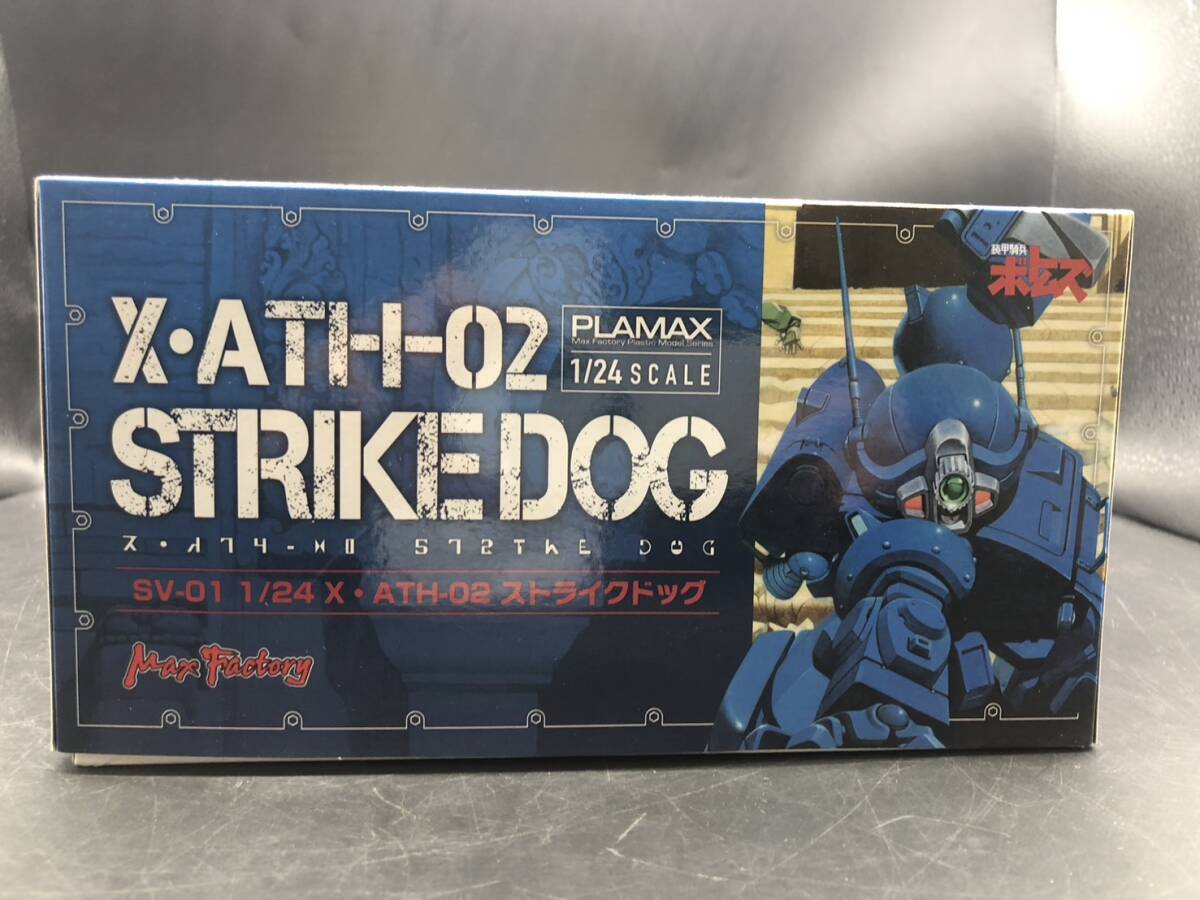 X・ATH-02
PLAMAX
Max Factory Plastic Model Series
1/24 SCALE
STRIKE DOG
SV-01 1/24 X・ATH-02 ストライクドッグ
Max Factory
装甲騎兵
ボトムズ